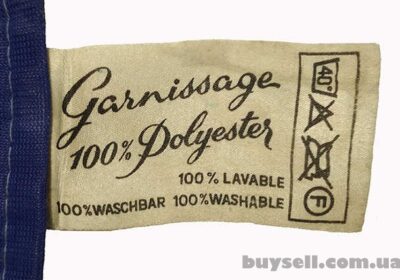 Garnissage
100% Polyester
100% LAVABLE
100% WASCHBAR 100% WASHABLE
40°
F
buysell.com.ua